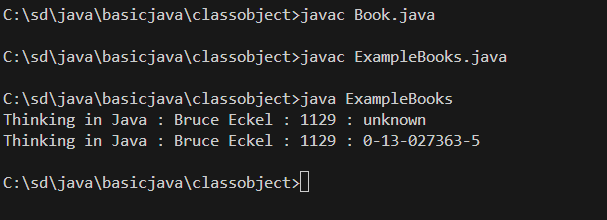 C:\sd\java\basicjava\classobject>javac Book.java
C:\sd\java\basicjava\classobject>javac ExampleBooks.java
C:\sd\java\basicjava\classobject>java ExampleBooks
Thinking in Java : Bruce Eckel : 1129 : unknown
Thinking in Java : Bruce Eckel : 1129 : 0-13-027363-5
C:\sd\java\basicjava\classobject>